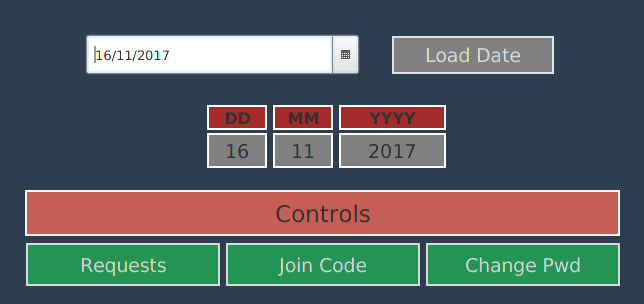 16/11/2017 Load Date
DD MM YYYY
16 11 2017
Controls
Requests Join Code Change Pwd